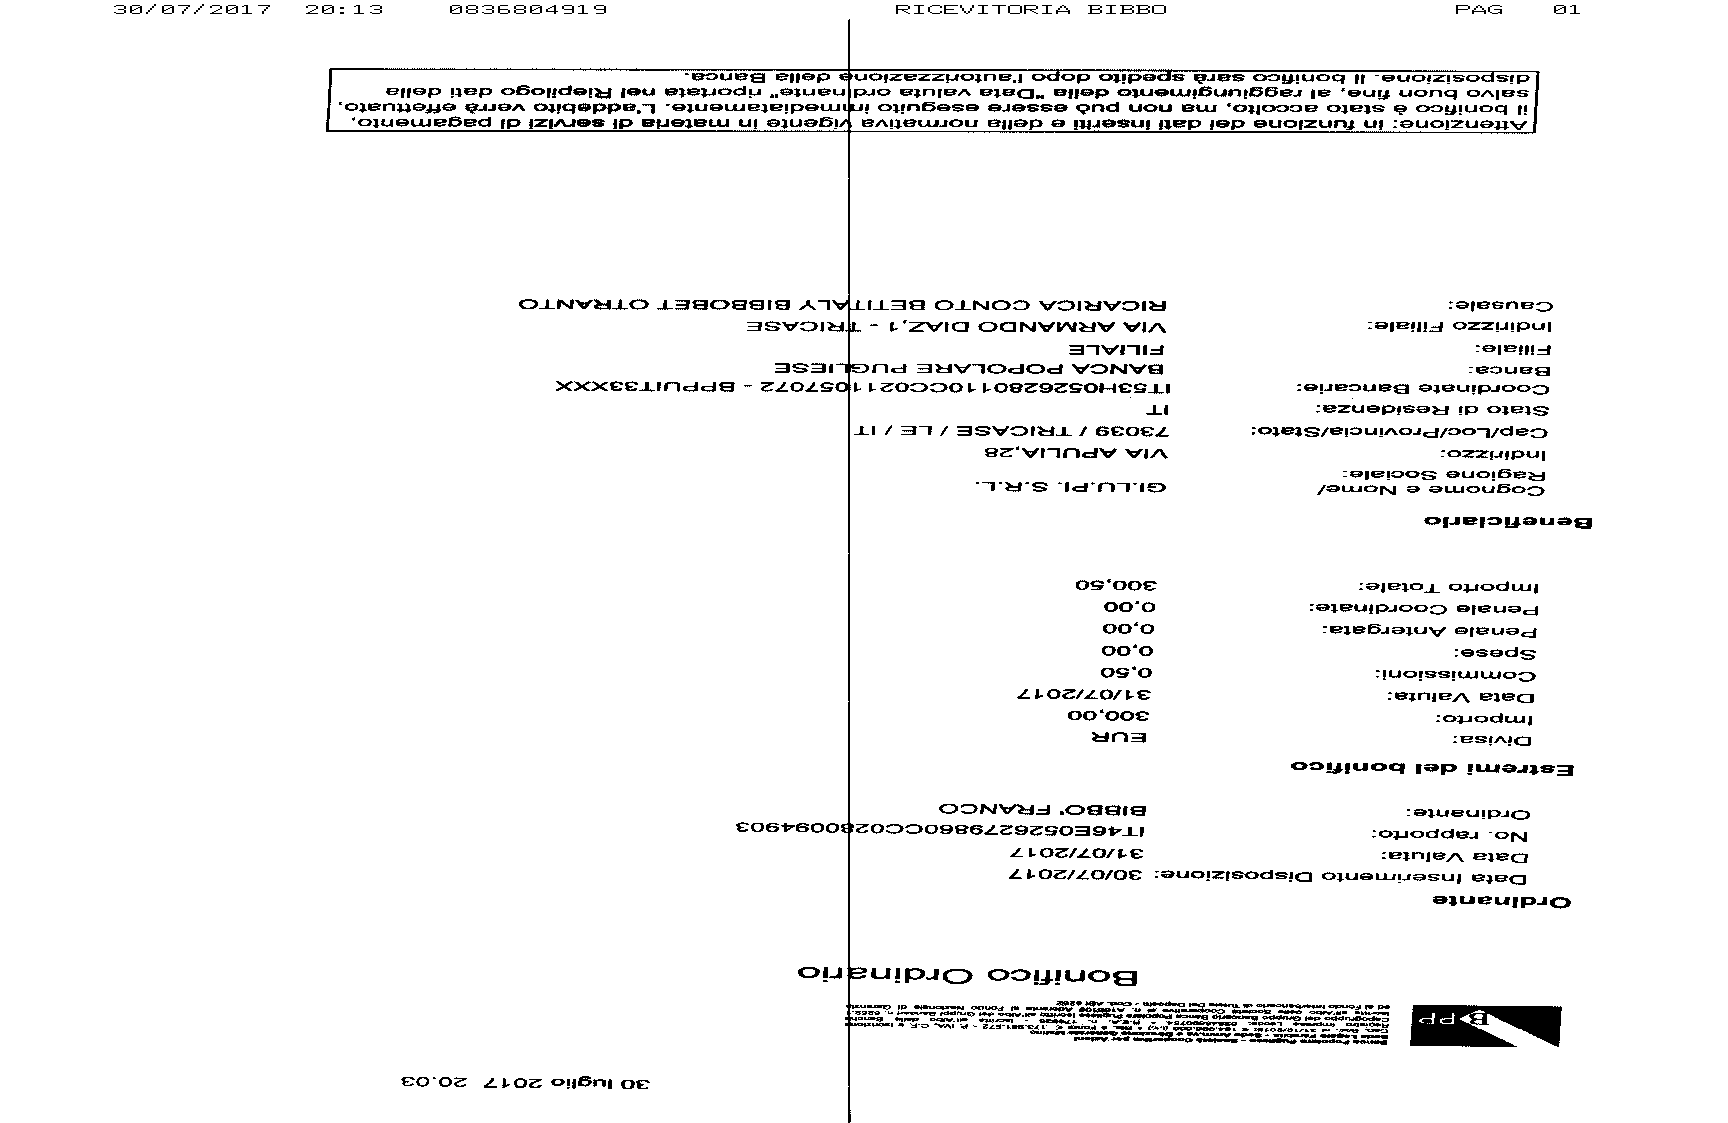 30/07/2017 20:13 0836804919 RICEVITORIA BIBBO PAG 01
30 luglio 2017 20.03
BPP
Banca Popolare Pugliese - Società Cooperativa per Azioni
Bonifico Ordinario
Ordinante
Data Inserimento Disposizione: 30/07/2017
Data Valuta: 31/07/2017
No. rapporto: IT46E0526279860CC0280094903
Ordinante: BIBBO' FRANCO
Estremi del bonifico
Divisa: EUR
Importo: 300,00
Data Valuta: 31/07/2017
Commissioni: 0,50
Spese: 0,00
Penale Antergata: 0,00
Penale Coordinate: 0,00
Importo Totale: 300,50
Beneficiario
Cognome e Nome/ GI.LU.PI. S.R.L.
Ragione Sociale:
Indirizzo: VIA APULIA,28
Cap/Loc/Provincia/Stato: 73039 / TRICASE / LE / IT
Stato di Residenza: IT
Coordinate Bancarie: IT53H0526280110CC0211057072 - BPPUIT33XXX
Banca: BANCA POPOLARE PUGLIESE
Filiale: FILIALE
Indirizzo Filiale: VIA ARMANDO DIAZ,1 - TRICASE
Causale: RICARICA CONTO BETITALY BIBBOBET OTRANTO
Attenzione: in funzione dei dati inseriti e della normativa vigente in materia di servizi di pagamento,
il bonifico è stato accolto, ma non può essere eseguito immediatamente. L'addebito verrà effettuato,
salvo buon fine, al raggiungimento della "Data valuta ordinante" riportata nel Riepilogo dati della
disposizione. Il bonifico sarà spedito dopo l'autorizzazione della Banca.